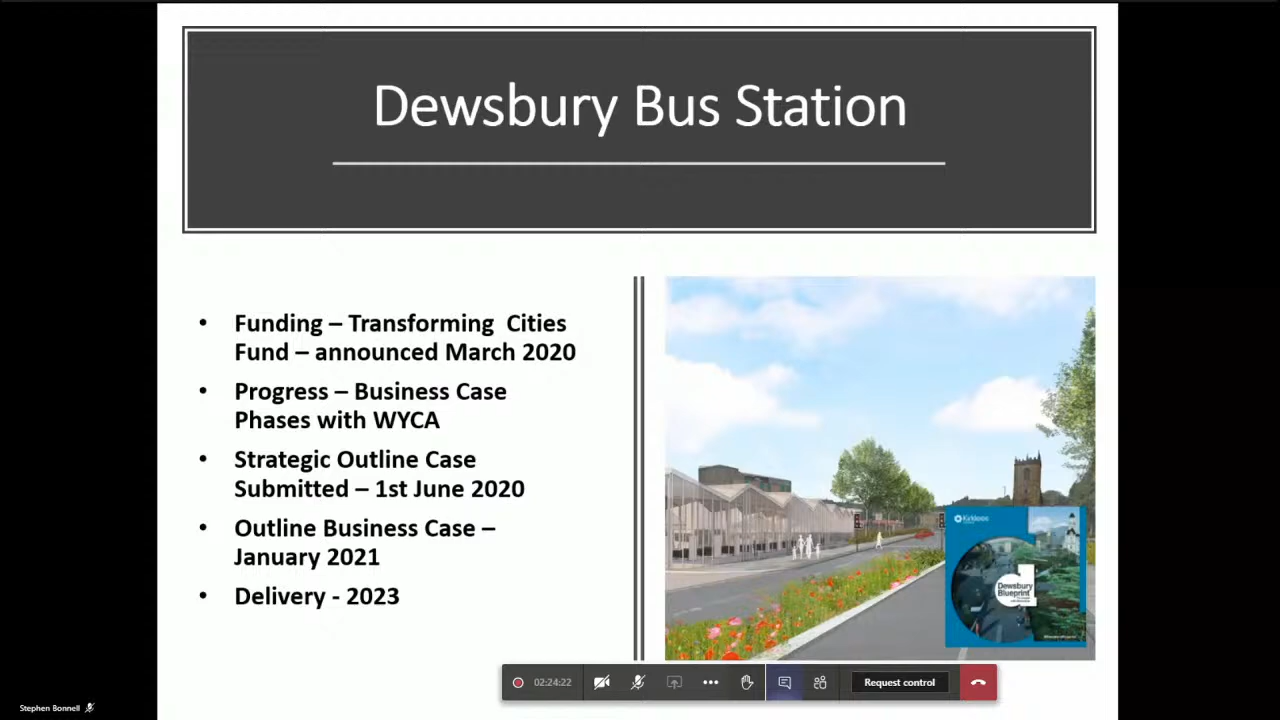 Dewsbury Bus Station
• Funding – Transforming Cities
Fund – announced March 2020
• Progress – Business Case
Phases with WYCA
• Strategic Outline Case
Submitted – 1st June 2020
• Outline Business Case –
January 2021
• Delivery - 2023
Kirklees
Dewsbury
Blueprint
02:24:22
Request control
Stephen Bonnell